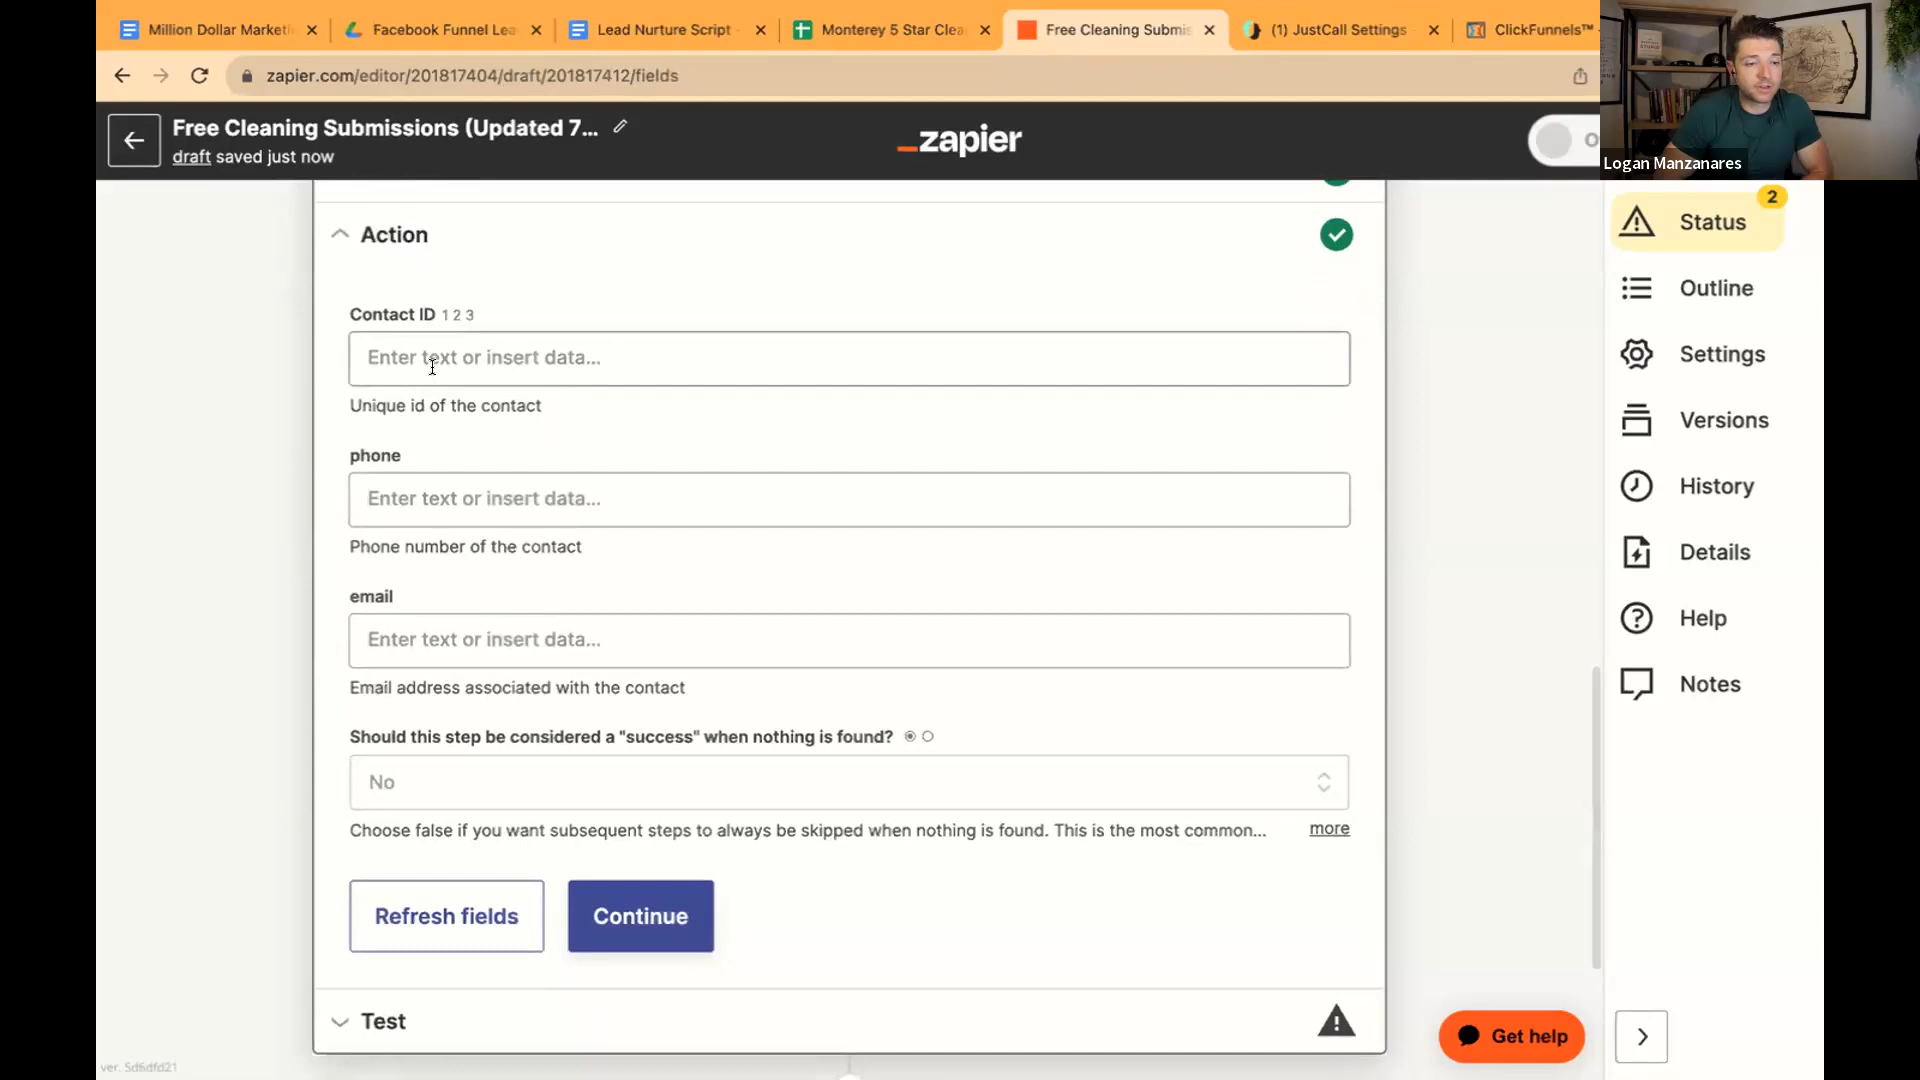 Million Dollar Marketi
Facebook Funnel Lea
Lead Nurture Script
Monterey 5 Star Clea
Free Cleaning Submis
(1) JustCall Settings
ClickFunnels™
zapier.com/editor/201817404/draft/201817412/fields
Free Cleaning Submissions (Updated 7...
draft saved just now
_zapier
Logan Manzanares
Action
Contact ID 1 2 3
Enter text or insert data...
Unique id of the contact
phone
Enter text or insert data...
Phone number of the contact
email
Enter text or insert data...
Email address associated with the contact
Should this step be considered a "success" when nothing is found?
No
Choose false if you want subsequent steps to always be skipped when nothing is found. This is the most common...
more
Refresh fields
Continue
Test
2
Status
Outline
Settings
Versions
History
Details
Help
Notes
Get help
ver. 5d6dfd21